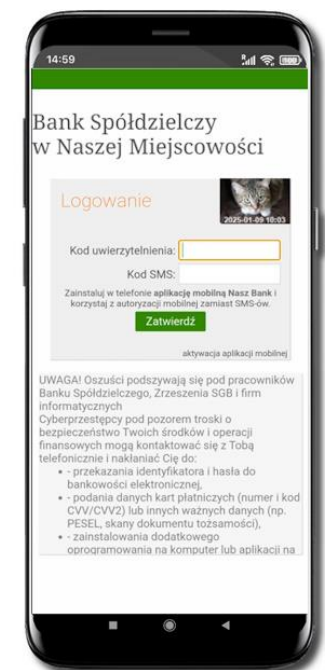 14:59
Bank Spółdzielczy
w Naszej Miejscowości
Logowanie
2025-01-09 10:03
Kod uwierzytelnienia:
Kod SMS:
Zainstaluj w telefonie aplikację mobilną Nasz Bank i
korzystaj z autoryzacji mobilnej zamiast SMS-ów.
Zatwierdź
aktywacja aplikacji mobilnej
UWAGA! Oszuści podszywają się pod pracowników
Banku Spółdzielczego, Zrzeszenia SGB i firm
informatycznych
Cyberprzestępcy pod pozorem troski o
bezpieczeństwo Twoich środków i operacji
finansowych mogą kontaktować się z Tobą
telefonicznie i nakłaniać Cię do:
- przekazania identyfikatora i hasła do
bankowości elektronicznej,
- podania danych kart płatniczych (numer i kod
CVV/CVV2) lub innych ważnych danych (np.
PESEL, skany dokumentu tożsamości),
- zainstalowania dodatkowego
oprogramowania na komputer lub aplikacji na